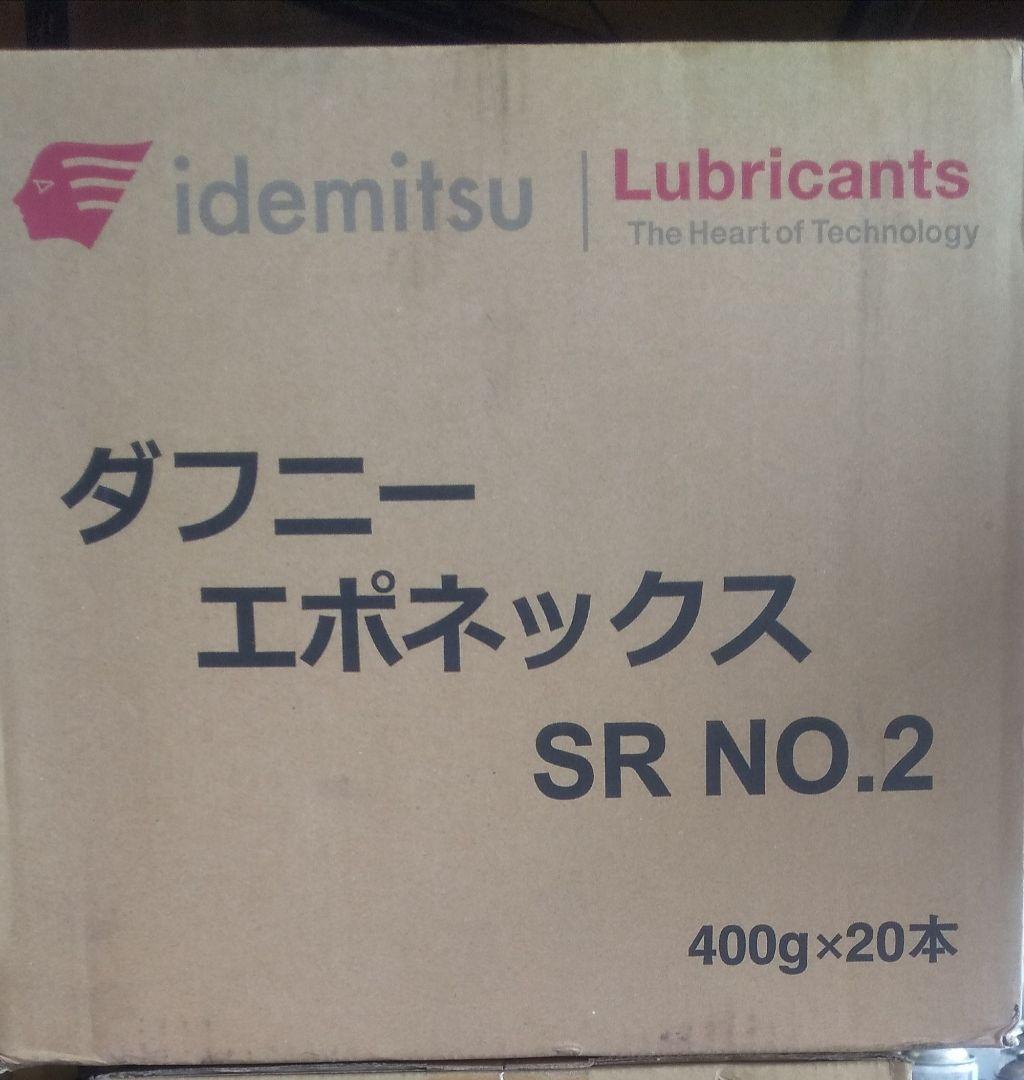 idemitsu
Lubricants
The Heart of Technology
ダフニー
エポネックス
SR NO.2
400g×20本